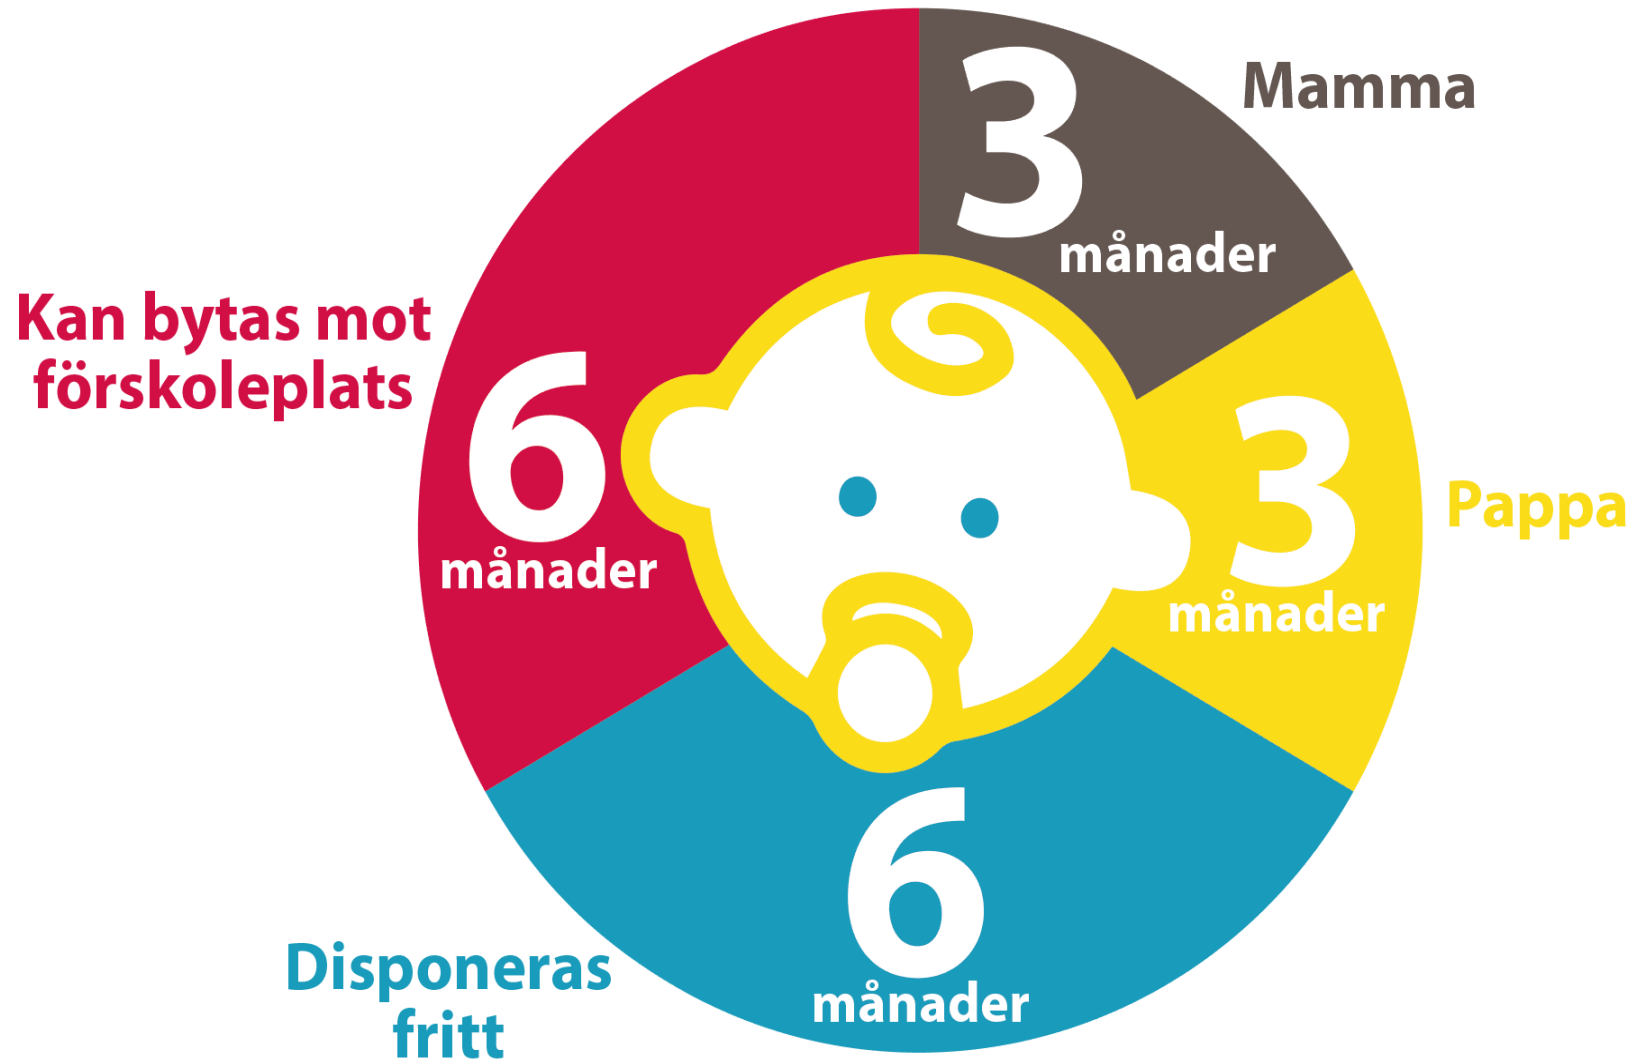 3
månader
Mamma
3
månader
Pappa
6
månader
Disponeras
fritt
Kan bytas mot
förskoleplats
6
månader